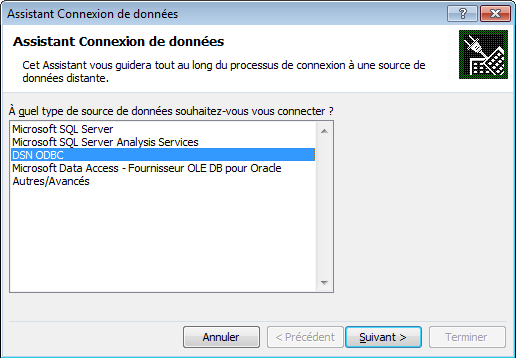 Assistant Connexion de données
Assistant Connexion de données
Cet Assistant vous guidera tout au long du processus de connexion à une source de
données distante.
À quel type de source de données souhaitez-vous vous connecter ?
Microsoft SQL Server
Microsoft SQL Server Analysis Services
DSN ODBC
Microsoft Data Access - Fournisseur OLE DB pour Oracle
Autres/Avancés
Annuler
< Précédent
Suivant >
Terminer